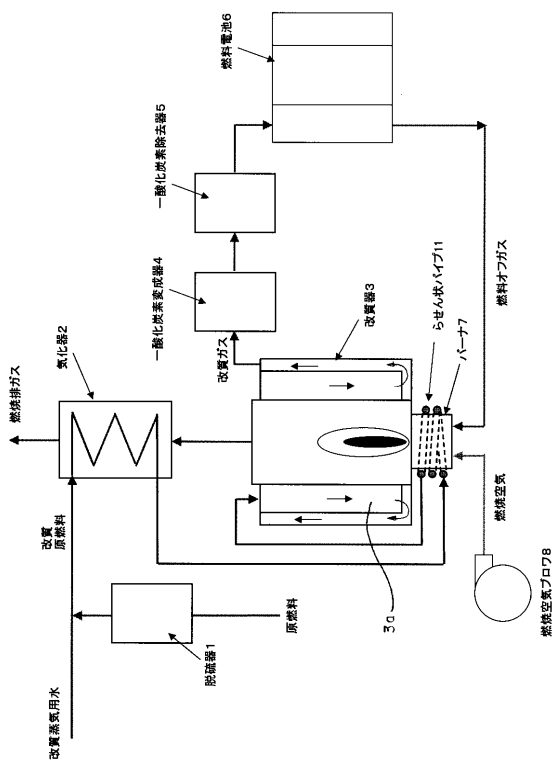 改質蒸気用水
脱硫器1
原燃料
改質
原燃料
気化器2
燃焼排ガス
改質ガス
一酸化炭素変成器4
一酸化炭素除去器5
燃料電池6
改質器3
らせん状パイプ11
バーナ7
燃料オフガス
燃焼空気
燃焼空気ブロワ8
3a